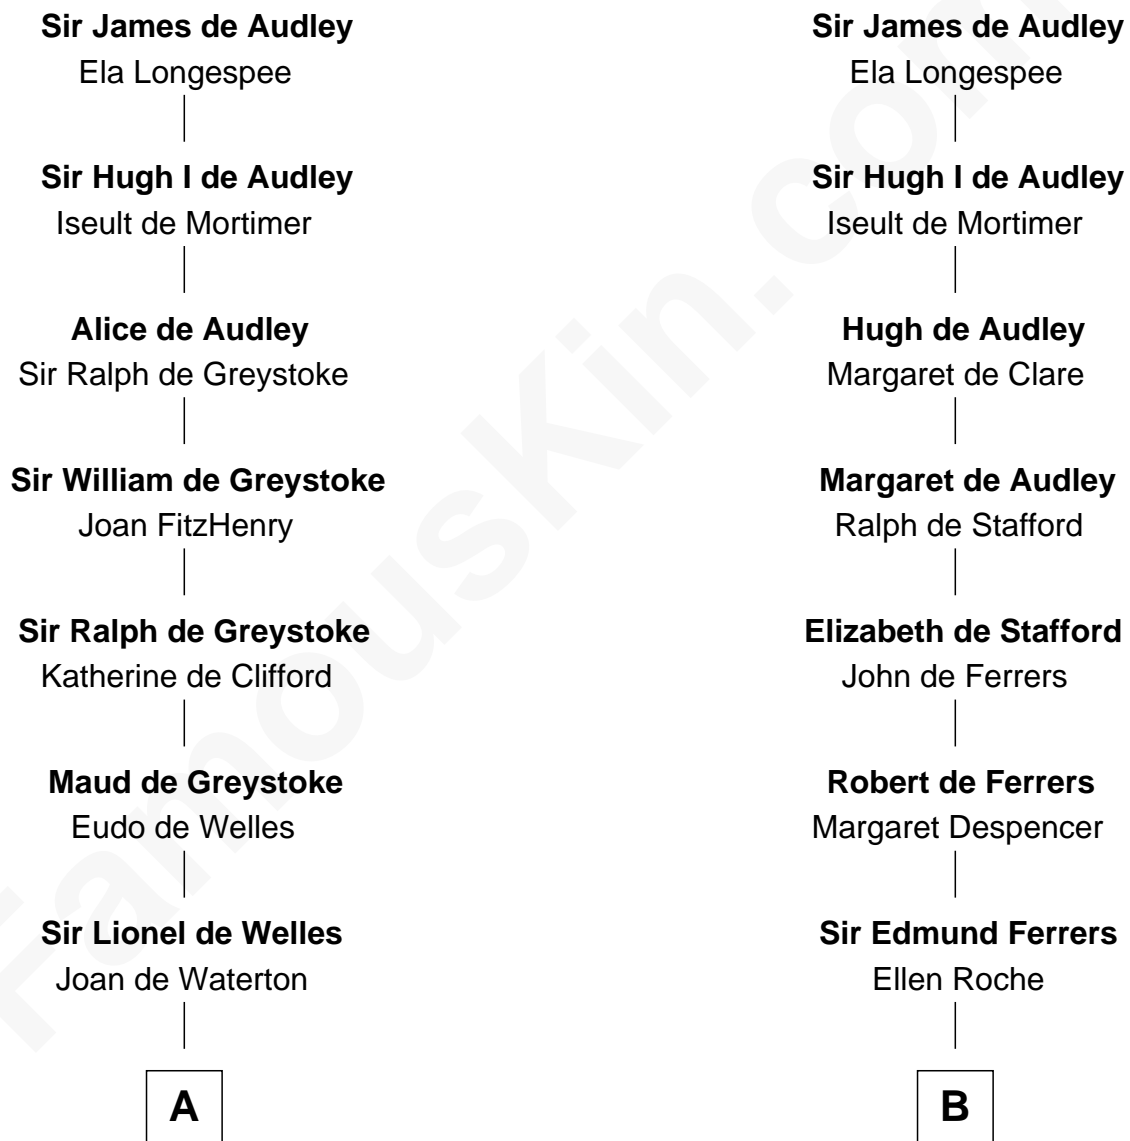 Sir James de Audley
Ela Longespee
Sir Hugh I de Audley
Iseult de Mortimer
Alice de Audley
Sir Ralph de Greystoke
Sir William de Greystoke
Joan FitzHenry
Sir Ralph de Greystoke
Katherine de Clifford
Maud de Greystoke
Eudo de Welles
Sir Lionel de Welles
Joan de Waterton
A
Sir James de Audley
Ela Longespee
Sir Hugh I de Audley
Iseult de Mortimer
Hugh de Audley
Margaret de Clare
Margaret de Audley
Ralph de Stafford
Elizabeth de Stafford
John de Ferrers
Robert de Ferrers
Margaret Despencer
Sir Edmund Ferrers
Ellen Roche
B
FamousKin.com